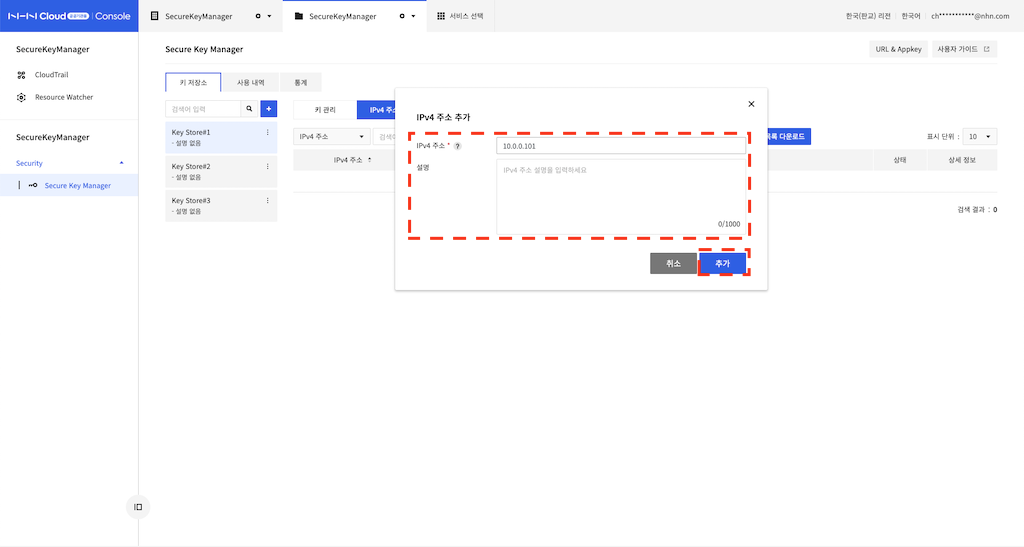 NHN Cloud 공공기관용 Console
SecureKeyManager
SecureKeyManager
서비스 선택
한국(판교) 리전
한국어
ch***********@nhn.com
SecureKeyManager
CloudTrail
Resource Watcher
SecureKeyManager
Security
Secure Key Manager
Secure Key Manager
URL & Appkey
사용자 가이드
키 저장소
사용 내역
통계
검색어 입력
+
Key Store#1
- 설명 없음
Key Store#2
- 설명 없음
Key Store#3
- 설명 없음
키 관리
IPv4 주소
IPv4 주소
검색어
다운로드
표시 단위 : 10
IPv4 주소
상태
상세 정보
검색 결과 : 0
IPv4 주소 추가
IPv4 주소 * ?
10.0.0.101
설명
IPv4 주소 설명을 입력하세요
0/1000
취소
추가